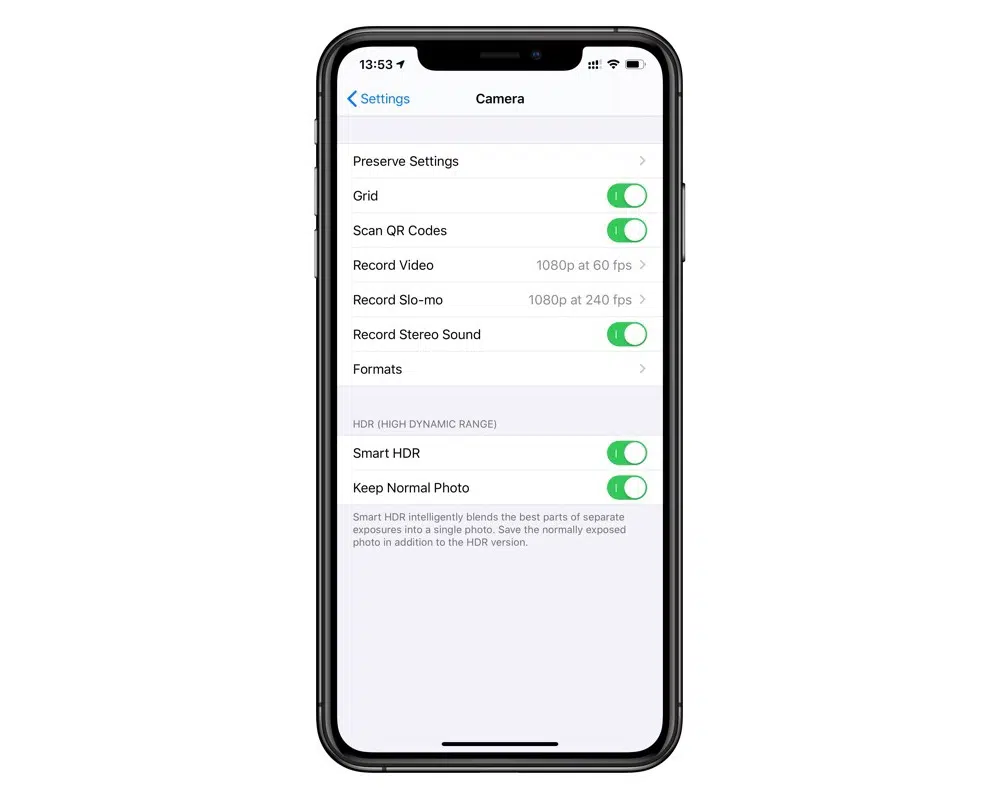 13:53
Settings
Camera
Preserve Settings
Grid
Scan QR Codes
Record Video 1080p at 60 fps
Record Slo-mo 1080p at 240 fps
Record Stereo Sound
Formats
HDR (HIGH DYNAMIC RANGE)
Smart HDR
Keep Normal Photo
Smart HDR intelligently blends the best parts of separate
exposures into a single photo. Save the normally exposed
photo in addition to the HDR version.